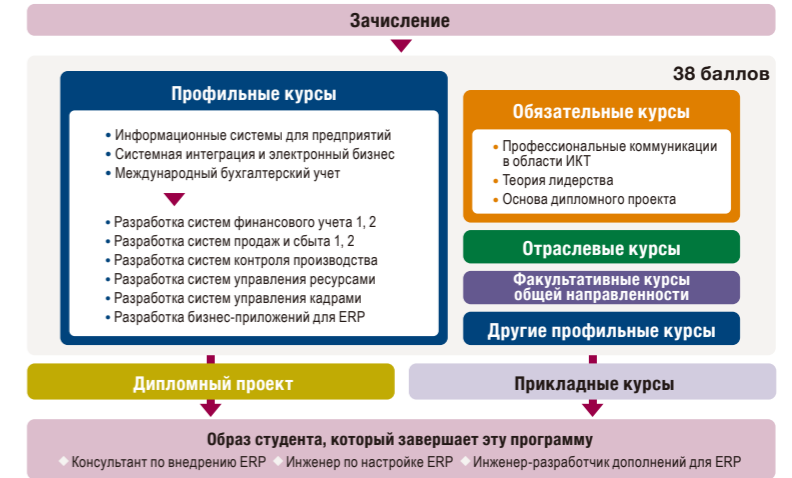 Зачисление
38 баллов
Профильные курсы
• Информационные системы для предприятий
• Системная интеграция и электронный бизнес
• Международный бухгалтерский учет
• Разработка систем финансового учета 1, 2
• Разработка систем продаж и сбыта 1, 2
• Разработка систем контроля производства
• Разработка систем управления ресурсами
• Разработка систем управления кадрами
• Разработка бизнес-приложений для ERP
Обязательные курсы
• Профессиональные коммуникации
в области ИКТ
• Теория лидерства
• Основа дипломного проекта
Отраслевые курсы
Факультативные курсы
общей направленности
Другие профильные курсы
Дипломный проект
Прикладные курсы
Образ студента, который завершает эту программу
◆ Консультант по внедрению ERP ◆ Инженер по настройке ERP ◆ Инженер-разработчик дополнений для ERP